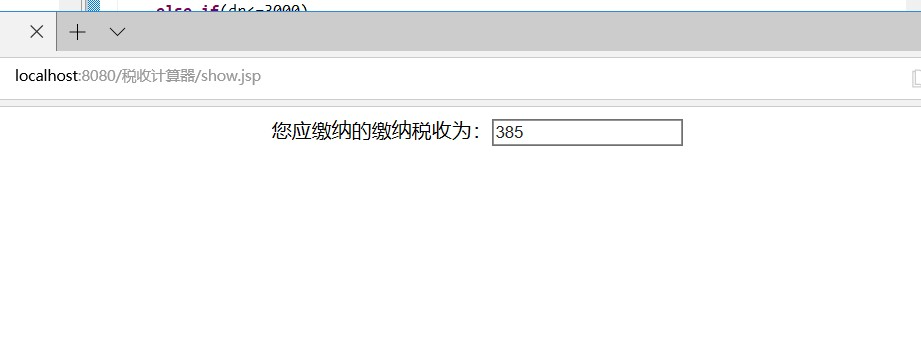 else if(dr<=3000)
localhost:8080/税收计算器/show.jsp
您应缴纳的缴纳税收为：385